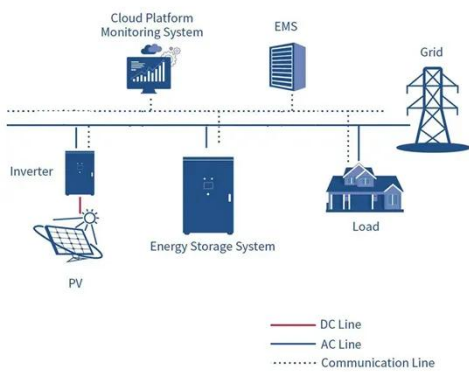 Cloud Platform
Monitoring System
EMS
Grid
Inverter
Energy Storage System
Load
PV
DC Line
AC Line
Communication Line